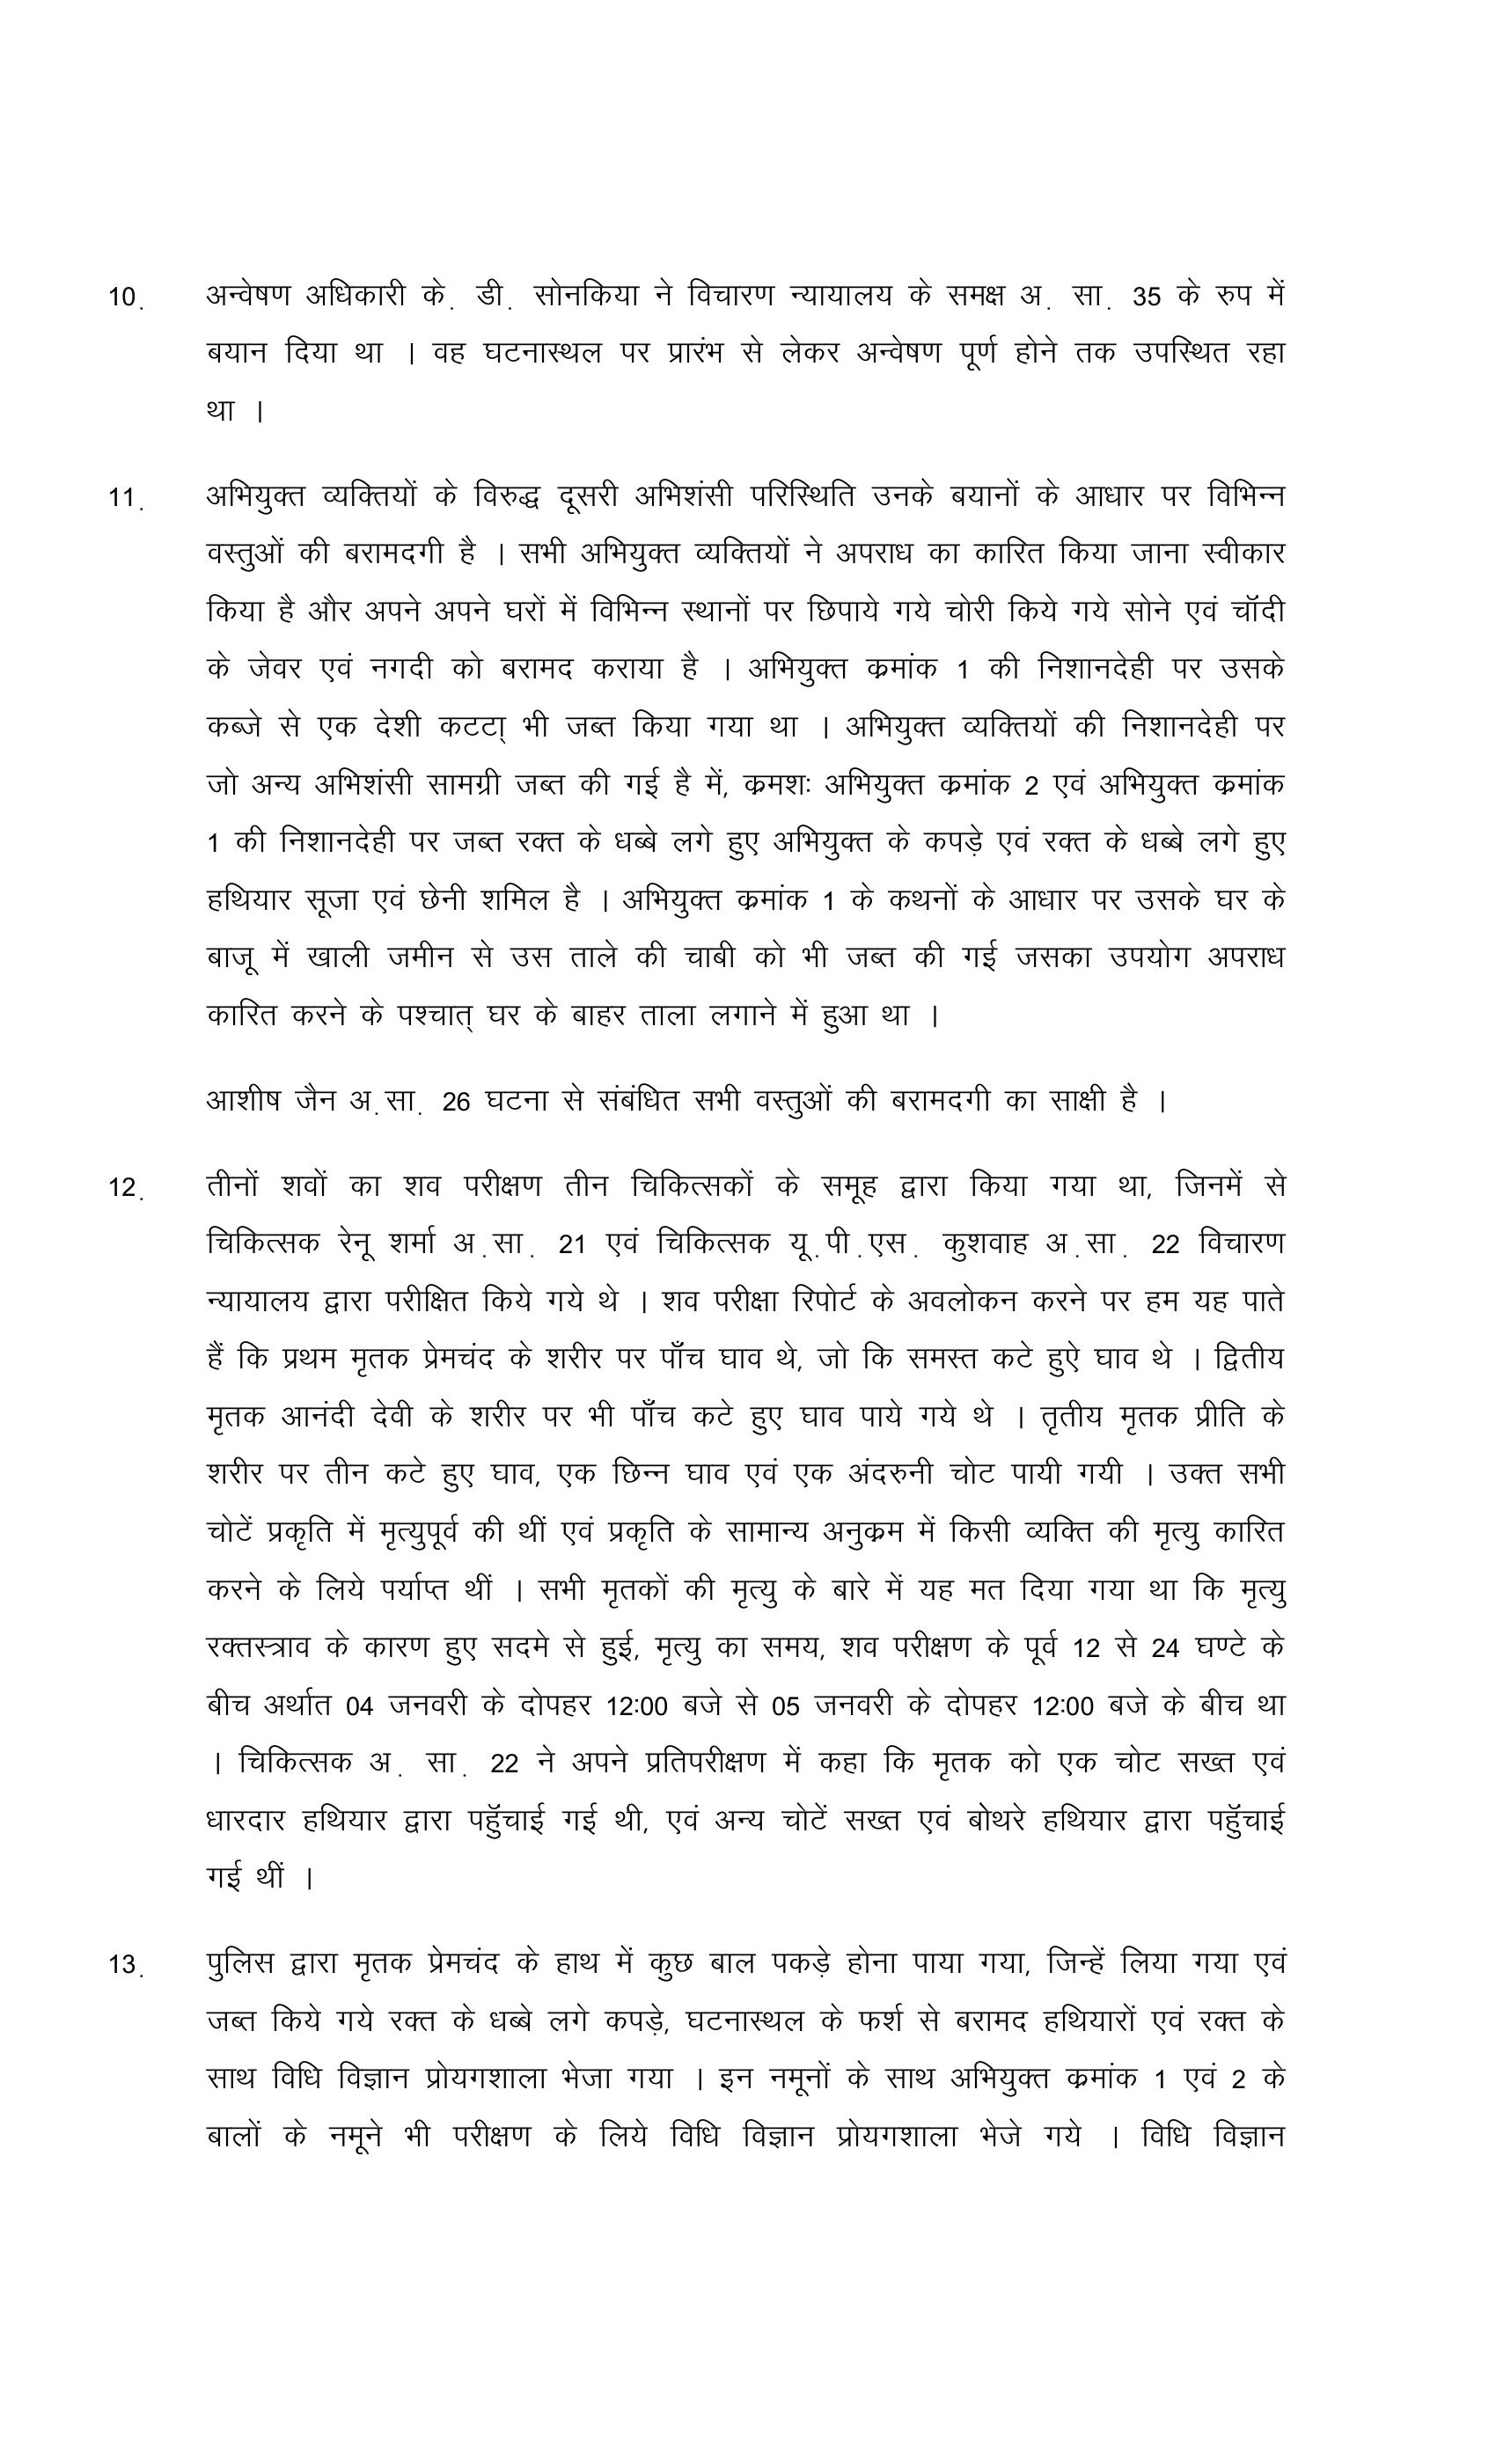 10. अन्वेषण अधिकारी के. डी. सोनकिया ने विचारण न्यायालय के समक्ष अ. सा. 35 के रुप में
बयान दिया था । वह घटनास्थल पर प्रारंभ से लेकर अन्वेषण पूर्ण होने तक उपस्थित रहा
था ।
11. अभियुक्त व्यक्तियों के विरुद्ध दूसरी अभिशंसी परिस्थिति उनके बयानों के आधार पर विभिन्न
वस्तुओं की बरामदगी है । सभी अभियुक्त व्यक्तियों ने अपराध का कारित किया जाना स्वीकार
किया है और अपने अपने घरों में विभिन्न स्थानों पर छिपाये गये चोरी किये गये सोने एवं चॉदी
के जेवर एवं नगदी को बरामद कराया है । अभियुक्त क्रमांक 1 की निशानदेही पर उसके
कब्जे से एक देशी कटटा् भी जब्त किया गया था । अभियुक्त व्यक्तियों की निशानदेही पर
जो अन्य अभिशंसी सामग्री जब्त की गई है में, क्रमशः अभियुक्त क्रमांक 2 एवं अभियुक्त क्रमांक
1 की निशानदेही पर जब्त रक्त के धब्बे लगे हुए अभियुक्त के कपड़े एवं रक्त के धब्बे लगे हुए
हथियार सूजा एवं छेनी शमिल है । अभियुक्त क्रमांक 1 के कथनों के आधार पर उसके घर के
बाजू में खाली जमीन से उस ताले की चाबी को भी जब्त की गई जसका उपयोग अपराध
कारित करने के पश्चात् घर के बाहर ताला लगाने में हुआ था ।
आशीष जैन अ.सा. 26 घटना से संबंधित सभी वस्तुओं की बरामदगी का साक्षी है ।
12. तीनों शवों का शव परीक्षण तीन चिकित्सकों के समूह द्वारा किया गया था, जिनमें से
चिकित्सक रेनू शर्मा अ.सा. 21 एवं चिकित्सक यू.पी.एस. कुशवाह अ.सा. 22 विचारण
न्यायालय द्वारा परीक्षित किये गये थे । शव परीक्षा रिपोर्ट के अवलोकन करने पर हम यह पाते
हैं कि प्रथम मृतक प्रेमचंद के शरीर पर पाँच घाव थे, जो कि समस्त कटे हुऐ घाव थे । द्वितीय
मृतक आनंदी देवी के शरीर पर भी पाँच कटे हुए घाव पाये गये थे । तृतीय मृतक प्रीति के
शरीर पर तीन कटे हुए घाव, एक छिन्न घाव एवं एक अंदरुनी चोट पायी गयी । उक्त सभी
चोटें प्रकृति में मृत्युपूर्व की थीं एवं प्रकृति के सामान्य अनुक्रम में किसी व्यक्ति की मृत्यु कारित
करने के लिये पर्याप्त थीं । सभी मृतकों की मृत्यु के बारे में यह मत दिया गया था कि मृत्यु
रक्तस्त्राव के कारण हुए सदमे से हुई, मृत्यु का समय, शव परीक्षण के पूर्व 12 से 24 घण्टे के
बीच अर्थात 04 जनवरी के दोपहर 12:00 बजे से 05 जनवरी के दोपहर 12:00 बजे के बीच था
। चिकित्सक अ. सा. 22 ने अपने प्रतिपरीक्षण में कहा कि मृतक को एक चोट सख्त एवं
धारदार हथियार द्वारा पहुॅचाई गई थी, एवं अन्य चोटें सख्त एवं बोथरे हथियार द्वारा पहुॅचाई
गई थीं ।
13. पुलिस द्वारा मृतक प्रेमचंद के हाथ में कुछ बाल पकड़े होना पाया गया, जिन्हें लिया गया एवं
जब्त किये गये रक्त के धब्बे लगे कपड़े, घटनास्थल के फर्श से बरामद हथियारों एवं रक्त के
साथ विधि विज्ञान प्रोयगशाला भेजा गया । इन नमूनों के साथ अभियुक्त क्रमांक 1 एवं 2 के
बालों के नमूने भी परीक्षण के लिये विधि विज्ञान प्रोयगशाला भेजे गये । विधि विज्ञान